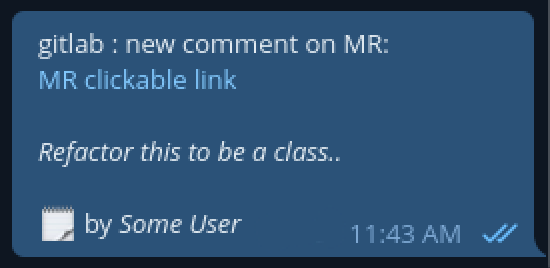 gitlab : new comment on MR:
MR clickable link
Refactor this to be a class..
by Some User
11:43 AM